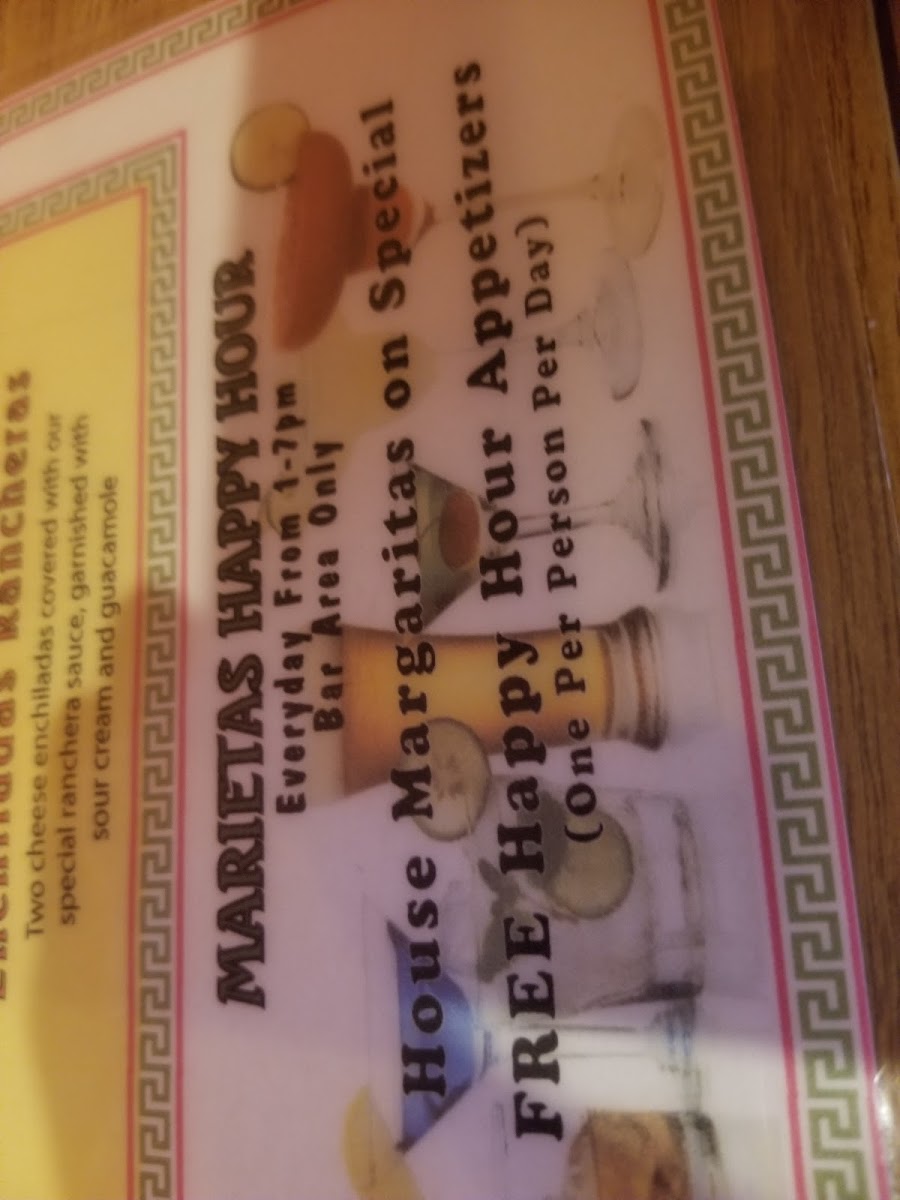 Rancheras
Two cheese enchiladas covered with our
special ranchera sauce, garnished with
sour cream and guacamole
MARIETAS HAPPY HOUR
Everyday From 1-7pm
Bar Area Only
House Margaritas on Special
FREE Happy Hour Appetizers
(One Per Person Per Day)